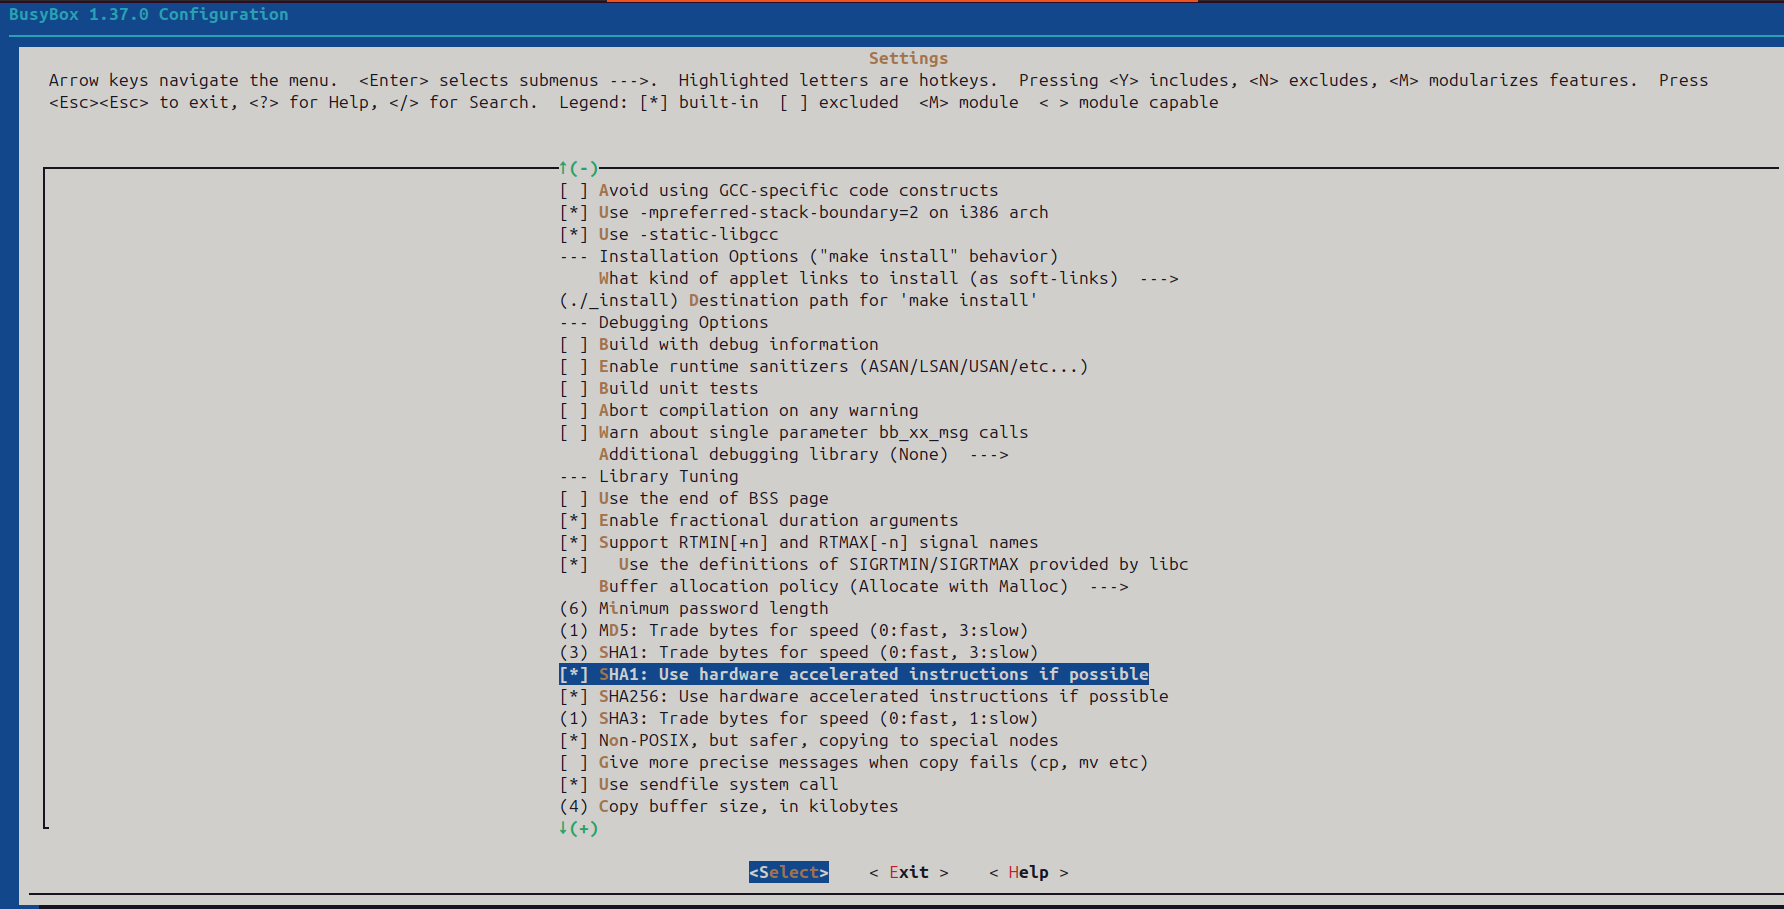 BusyBox 1.37.0 Configuration
Settings
Arrow keys navigate the menu.  <Enter> selects submenus --->.  Highlighted letters are hotkeys.  Pressing <Y> includes, <N> excludes, <M> modularizes features.  Press
<Esc><Esc> to exit, <?> for Help, </> for Search.  Legend: [*] built-in  [ ] excluded  <M> module  < > module capable
↑(-)
[ ] Avoid using GCC-specific code constructs
[*] Use -mpreferred-stack-boundary=2 on i386 arch
[*] Use -static-libgcc
--- Installation Options ("make install" behavior)
    What kind of applet links to install (as soft-links)  --->
(./_install) Destination path for 'make install'
--- Debugging Options
[ ] Build with debug information
[ ] Enable runtime sanitizers (ASAN/LSAN/USAN/etc...)
[ ] Build unit tests
[ ] Abort compilation on any warning
[ ] Warn about single parameter bb_xx_msg calls
    Additional debugging library (None)  --->
--- Library Tuning
[ ] Use the end of BSS page
[*] Enable fractional duration arguments
[*] Support RTMIN[+n] and RTMAX[-n] signal names
[*]   Use the definitions of SIGRTMIN/SIGRTMAX provided by libc
    Buffer allocation policy (Allocate with Malloc)  --->
(6) Minimum password length
(1) MD5: Trade bytes for speed (0:fast, 3:slow)
(3) SHA1: Trade bytes for speed (0:fast, 3:slow)
[*] SHA1: Use hardware accelerated instructions if possible
[*] SHA256: Use hardware accelerated instructions if possible
(1) SHA3: Trade bytes for speed (0:fast, 1:slow)
[*] Non-POSIX, but safer, copying to special nodes
[ ] Give more precise messages when copy fails (cp, mv etc)
[*] Use sendfile system call
(4) Copy buffer size, in kilobytes
↓(+)
<Select>    < Exit >    < Help >